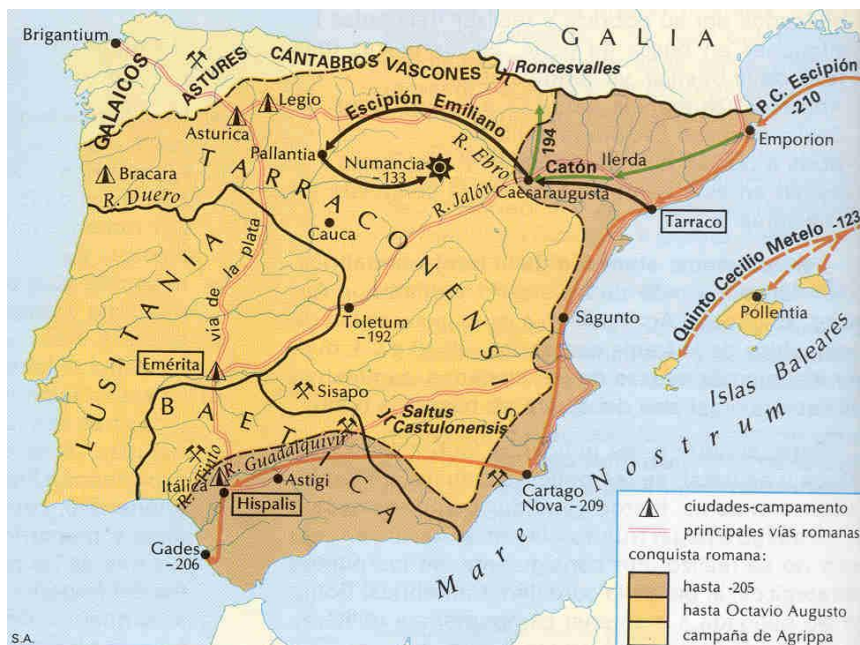 GALIA
Brigantium
GALAICOS
ASTURES
CÁNTABROS
VASCONES
Roncesvalles
P.C. Escipión
-210
Legio
Asturica
Escipión Emiliano
Emporion
194
Pallantia
Numancia
-133
R. Ebro
Catón
Ilerda
Caesaraugusta
Bracara
R. Duero
R. Jalón
Tarraco
TARRACONENSIS
Cauca
vía de la plata
Quinto Cecilio Metelo
-123
Pollentia
LUSITANIA
Toletum
-192
Sagunto
Islas Baleares
Emérita
Sisapo
BAETICA
Saltus
Castulonensis
R. Guadalquivir
R. Tinto
Itálica
Astigi
Hispalis
Cartago
Nova -209
Mare Nostrum
Gades
-206
ciudades-campamento
principales vías romanas
conquista romana:
hasta -205
hasta Octavio Augusto
campaña de Agrippa
S.A.